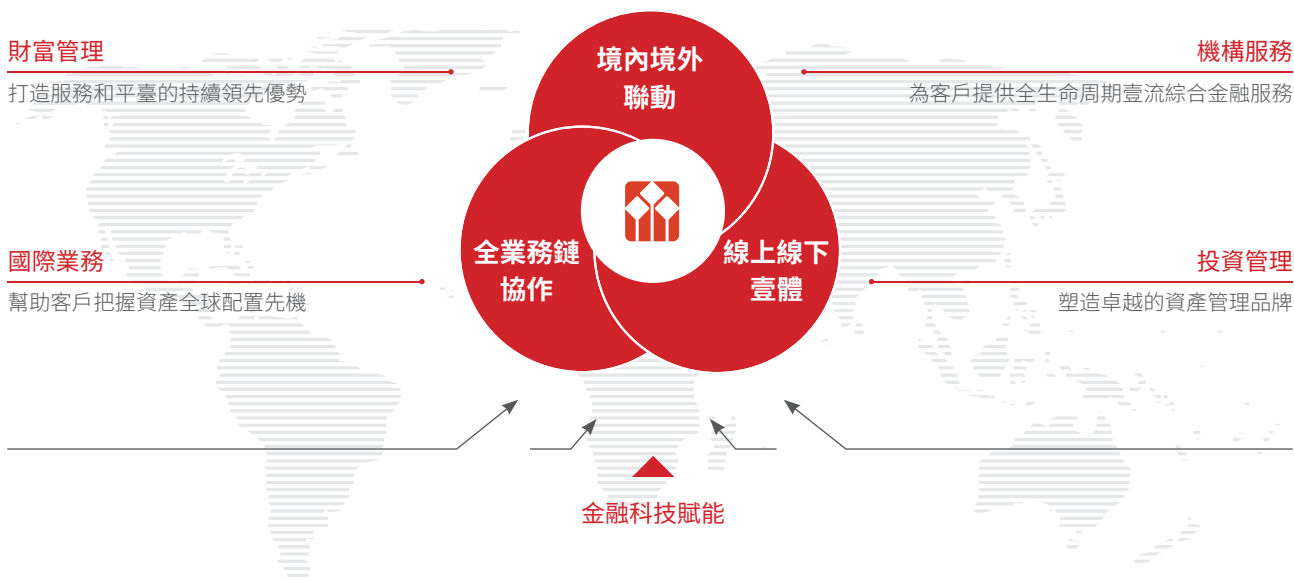 財富管理
打造服務和平臺的持續領先優勢
境內境外
聯動
機構服務
為客戶提供全生命周期壹流綜合金融服務
國際業務
幫助客戶把握資產全球配置先機
全業務鏈
協作
線上線下
壹體
投資管理
塑造卓越的資產管理品牌
金融科技賦能